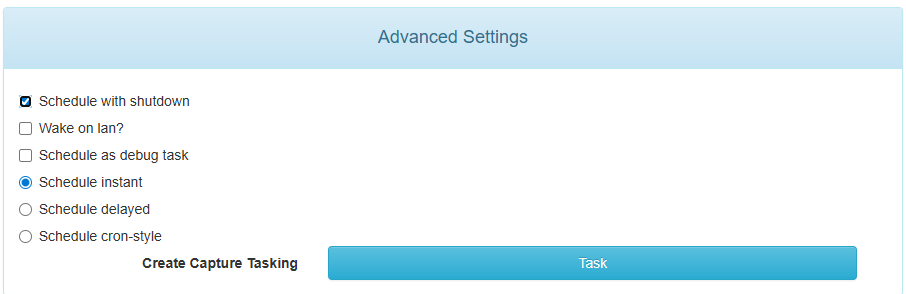 Advanced Settings
Schedule with shutdown
Wake on lan?
Schedule as debug task
Schedule instant
Schedule delayed
Schedule cron-style
Create Capture Tasking Task